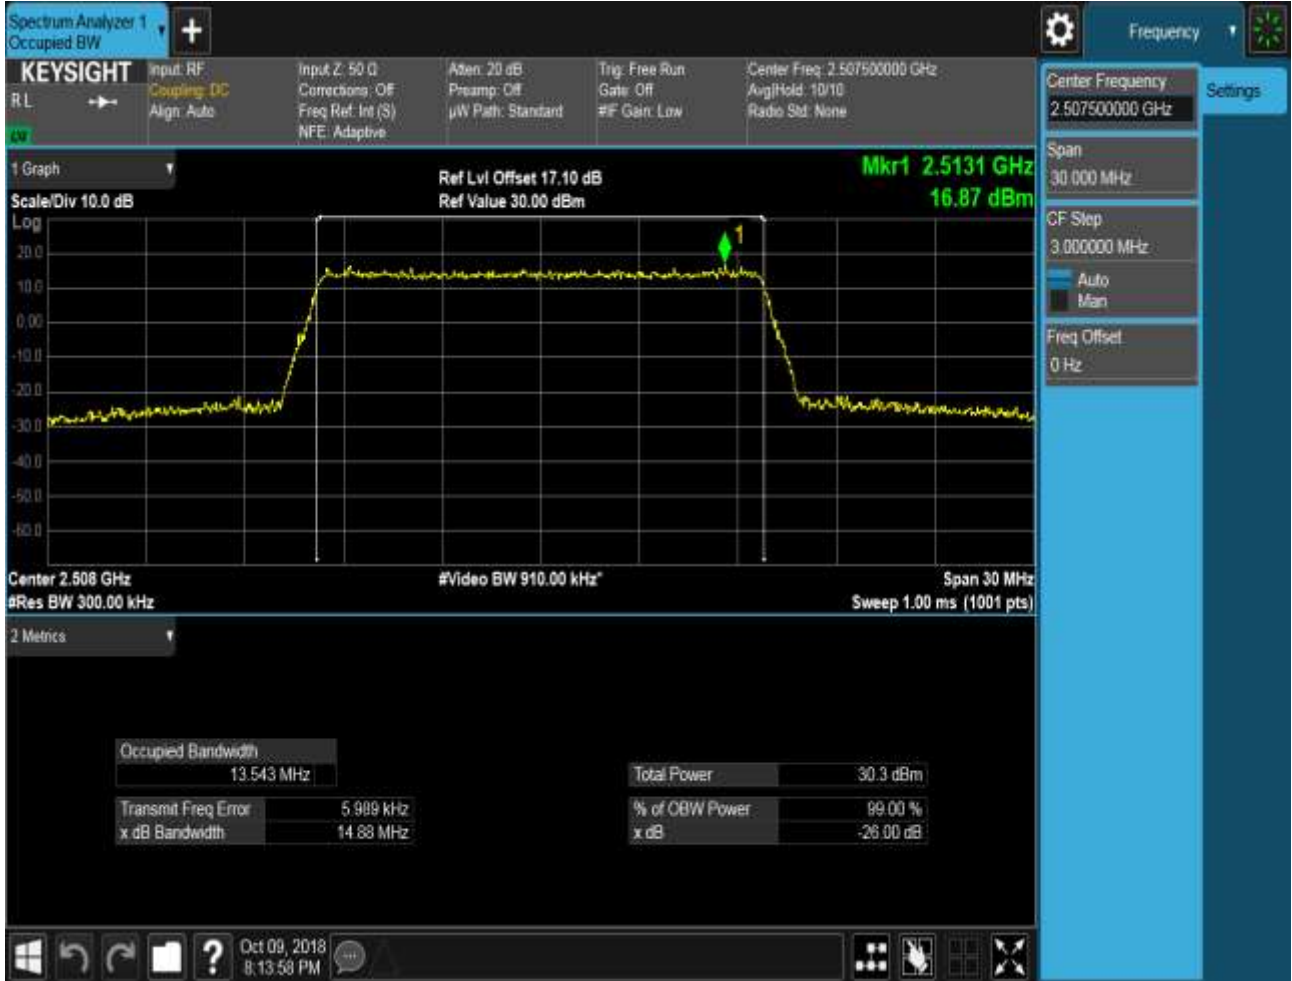 Spectrum Analyzer 1
Occupied BW
Frequency
KEYSIGHT
RL
Input: RF
Coupling: DC
Align: Auto
Input Z: 50 Ω
Corrections: Off
Freq Ref: Int (S)
NFE: Adaptive
Atten: 20 dB
Preamp: Off
µW Path: Standard
Trig: Free Run
Gate: Off
#IF Gain: Low
Center Freq: 2.507500000 GHz
Avg|Hold: 10/10
Radio Std: None
Center Frequency
2.507500000 GHz
Settings
Span
30.000 MHz
CF Step
3.000000 MHz
Auto
Man
Freq Offset
0 Hz
1 Graph
Scale/Div 10.0 dB
Ref Lvl Offset 17.10 dB
Ref Value 30.00 dBm
Mkr1 2.5131 GHz
16.87 dBm
Log
20.0
10.0
0.00
-10.0
-20.0
-30.0
-40.0
-50.0
-60.0
1
Center 2.508 GHz
#Res BW 300.00 kHz
#Video BW 910.00 kHz*
Span 30 MHz
Sweep 1.00 ms (1001 pts)
2 Metrics
Occupied Bandwidth
13.543 MHz
Transmit Freq Error 5.989 kHz
x dB Bandwidth 14.88 MHz
Total Power 30.3 dBm
% of OBW Power 99.00 %
x dB -26.00 dB
?
Oct 09, 2018
8:13:58 PM